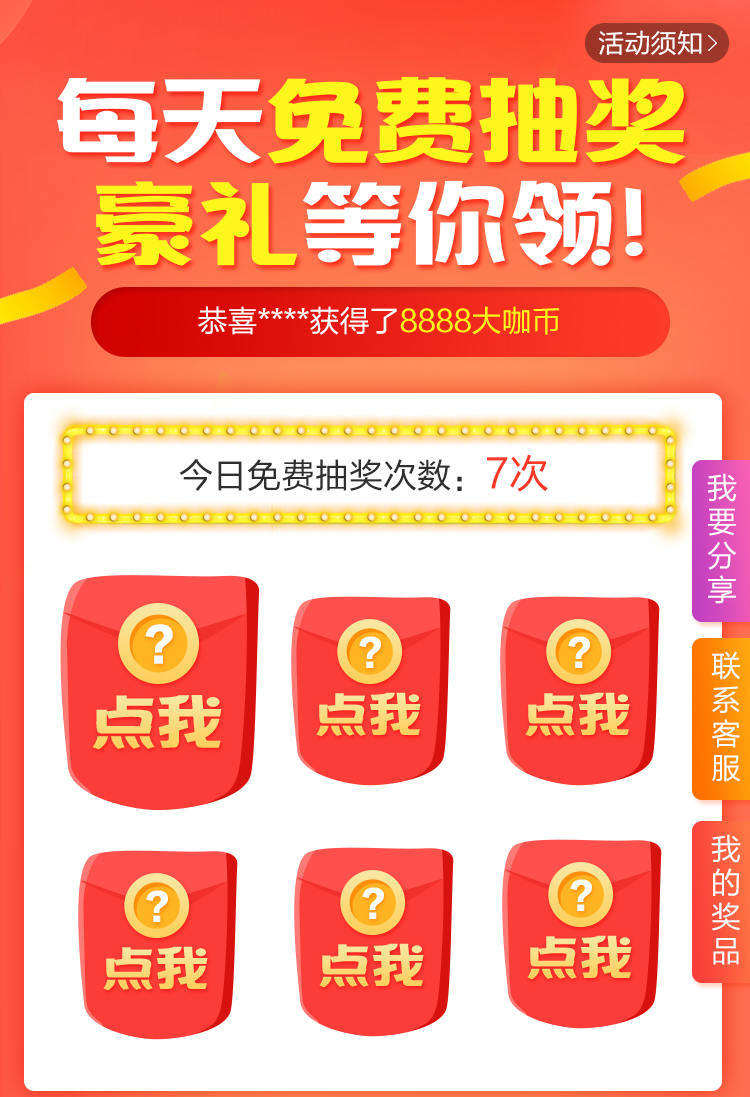 活动须知>
每天免费抽奖
豪礼等你领!
恭喜****获得了8888大咖币
今日免费抽奖次数：7次
我要分享
?
点我
?
点我
?
点我
联系客服
?
点我
?
点我
?
点我
我的奖品